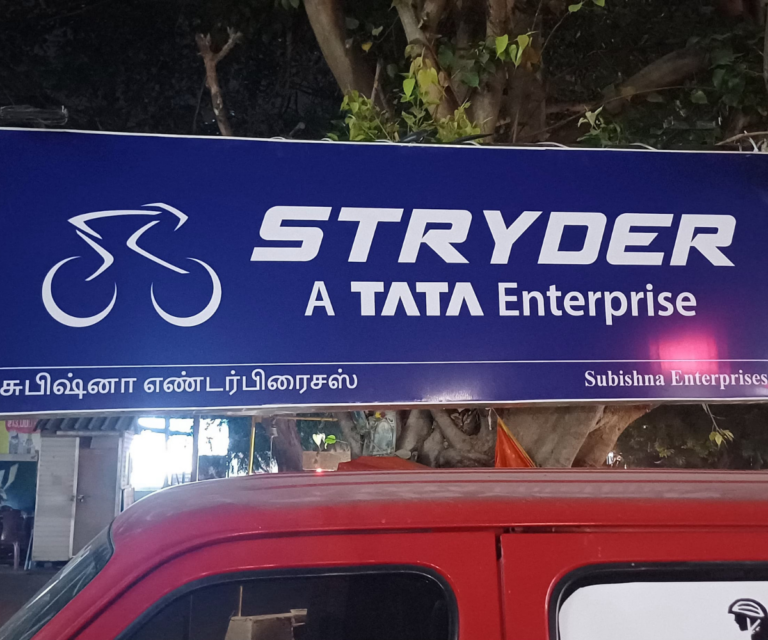 STRYDER
A TATA Enterprise
சுபிஷ்னா எண்டர்பிரைசஸ்
Subishna Enterprises